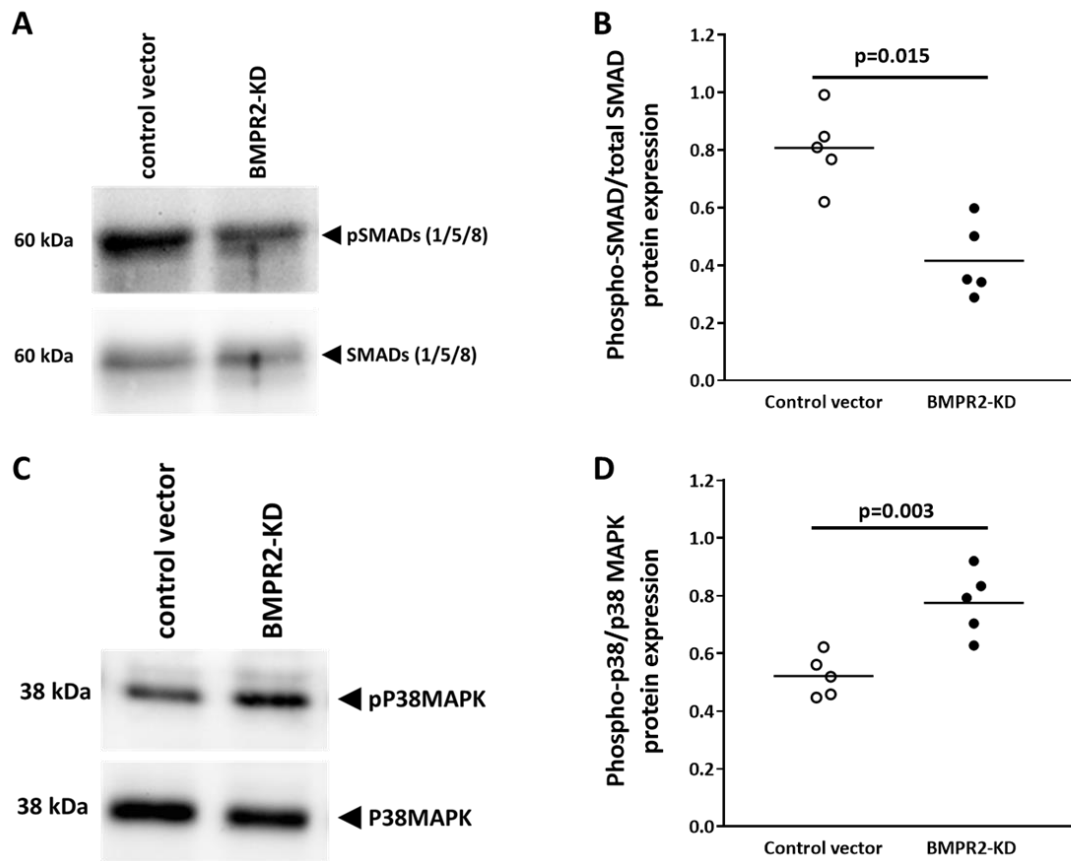 A
control vector
BMPR2-KD
60 kDa
pSMADs (1/5/8)
60 kDa
SMADs (1/5/8)
B
Phospho-SMAD/total SMAD
protein expression
1.2
1.0
0.8
0.6
0.4
0.2
0.0
p=0.015
Control vector
BMPR2-KD
C
control vector
BMPR2-KD
38 kDa
pP38MAPK
38 kDa
P38MAPK
D
Phospho-p38/p38 MAPK
protein expression
1.2
1.0
0.8
0.6
0.4
0.2
0.0
p=0.003
Control vector
BMPR2-KD